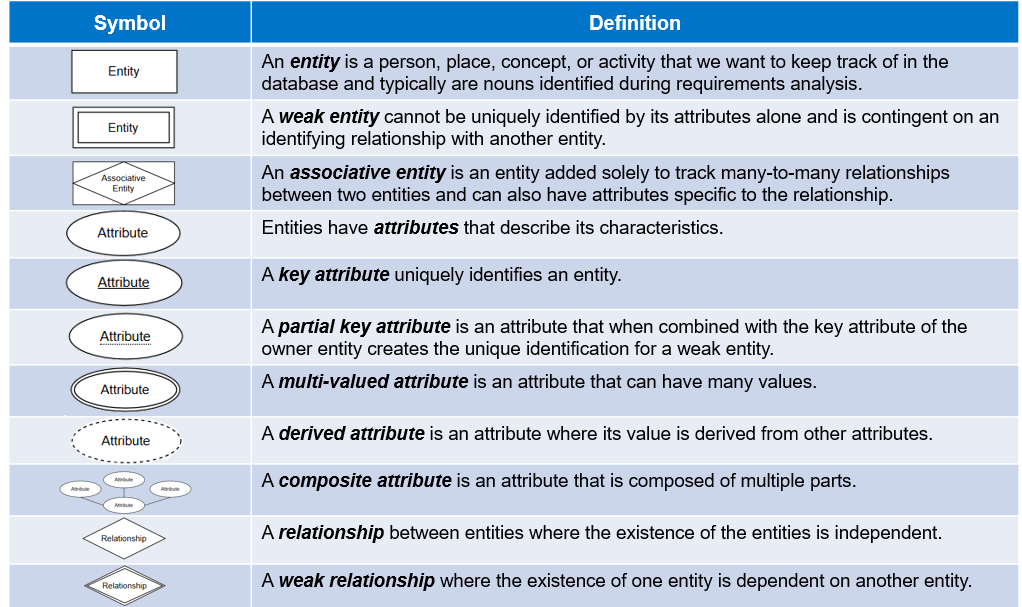 Symbol Definition
Entity
An entity is a person, place, concept, or activity that we want to keep track of in the
database and typically are nouns identified during requirements analysis.
Entity
A weak entity cannot be uniquely identified by its attributes alone and is contingent on an
identifying relationship with another entity.
Associative
Entity
An associative entity is an entity added solely to track many-to-many relationships
between two entities and can also have attributes specific to the relationship.
Attribute
Entities have attributes that describe its characteristics.
Attribute
A key attribute uniquely identifies an entity.
Attribute
A partial key attribute is an attribute that when combined with the key attribute of the
owner entity creates the unique identification for a weak entity.
Attribute
A multi-valued attribute is an attribute that can have many values.
Attribute
A derived attribute is an attribute where its value is derived from other attributes.
Attribute
Attribute Attribute
Attribute
A composite attribute is an attribute that is composed of multiple parts.
Relationship
A relationship between entities where the existence of the entities is independent.
Relationship
A weak relationship where the existence of one entity is dependent on another entity.